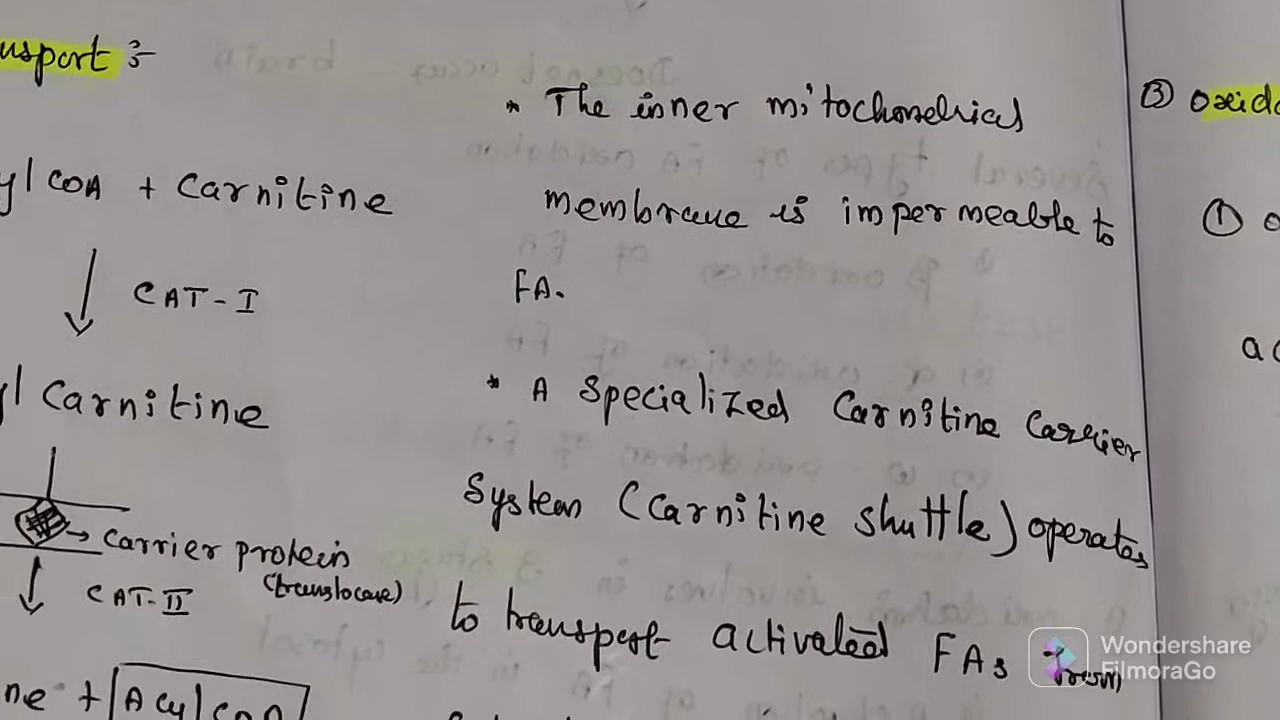 nsport :-
yl COA + Carnitine
CAT-I
yl Carnitine
→ Carrier protein
(translocase)
CAT-II
ne + Acyl COA
* The inner mitochondrial
membrane is impermeable to
FA.
* A specialized Carnitine Carrier
System (Carnitine shuttle) operates
to transport activated FAs from
③ oxida
①
a
Wondershare
FilmoraGo